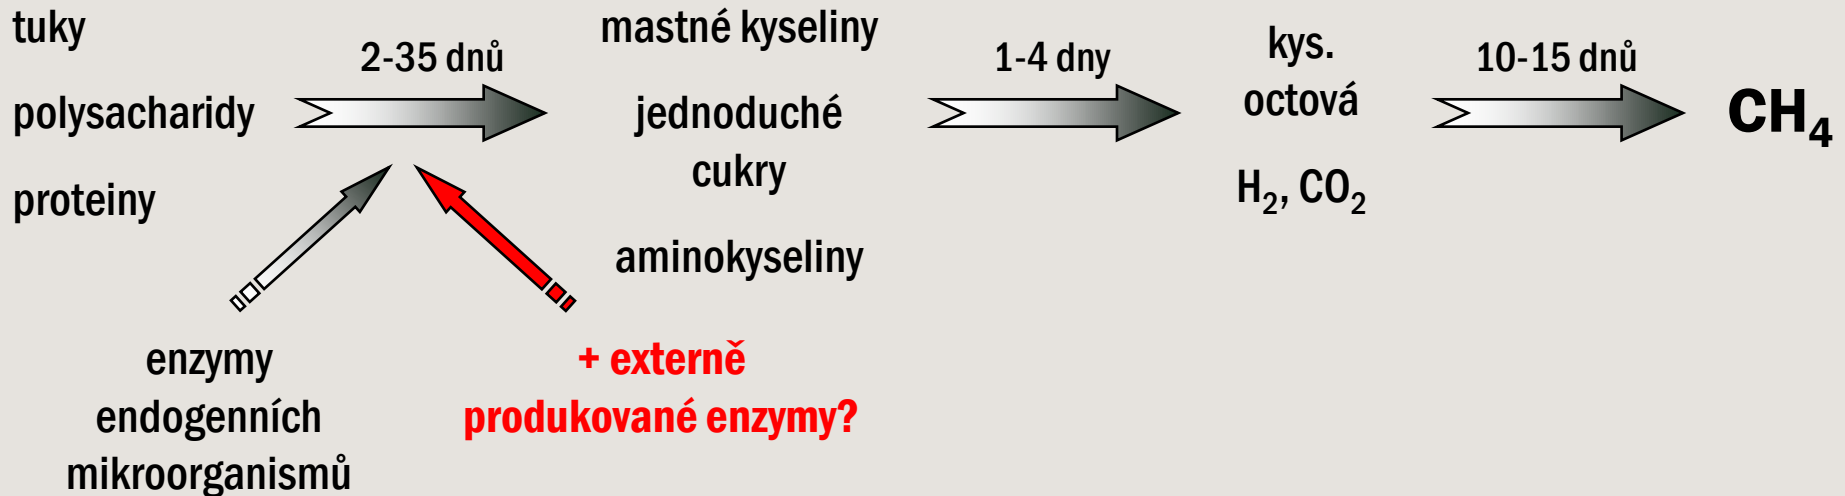 tuky
polysacharidy
proteiny
2-35 dnů
mastné kyseliny
jednoduché
cukry
aminokyseliny
1-4 dny
kys.
octová
H₂, CO₂
10-15 dnů
CH₄
enzymy
endogenních
mikroorganismů
+ externě
produkované enzymy?